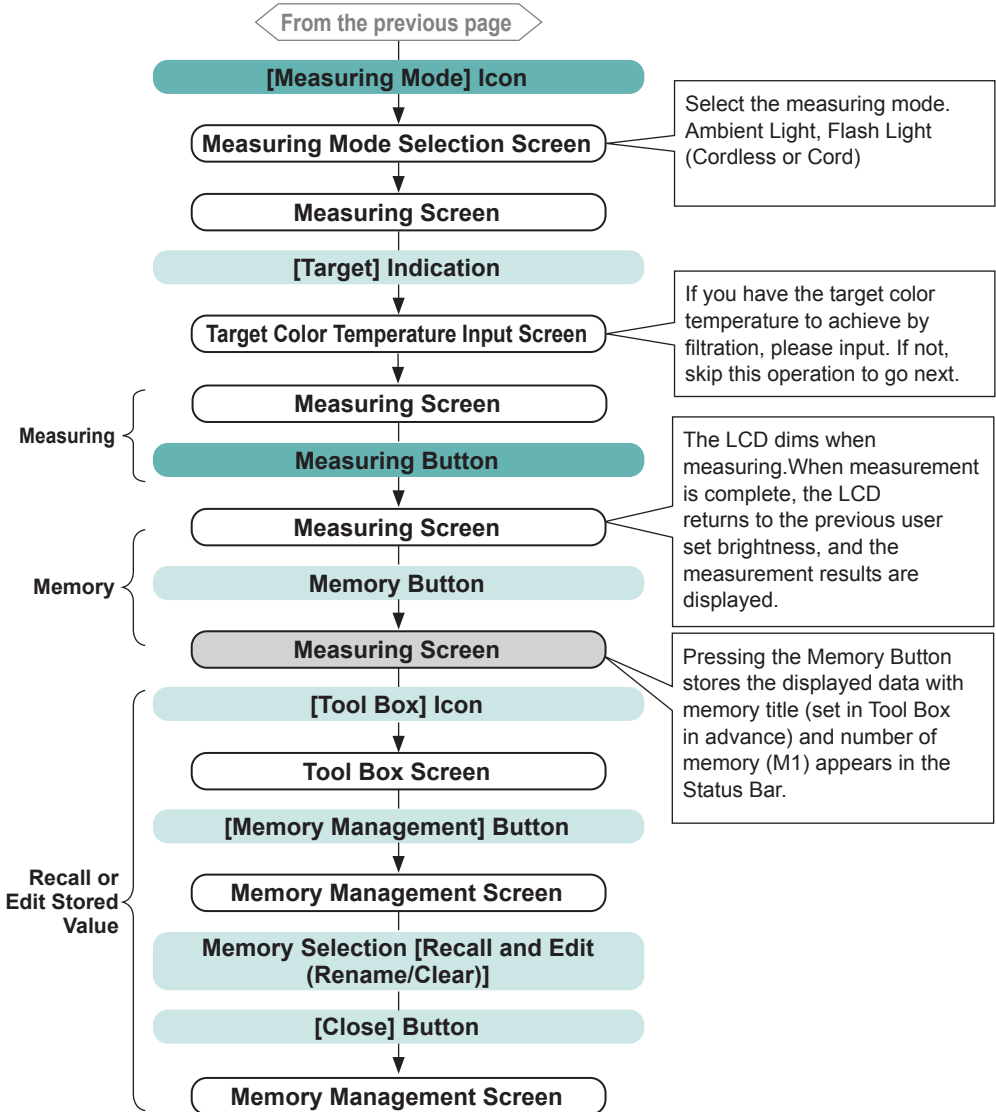 From the previous page
[Measuring Mode] Icon
Measuring Mode Selection Screen
Select the measuring mode.
Ambient Light, Flash Light
(Cordless or Cord)
Measuring Screen
[Target] Indication
Target Color Temperature Input Screen
If you have the target color
temperature to achieve by
filtration, please input. If not,
skip this operation to go next.
Measuring
Measuring Screen
Measuring Button
Measuring Screen
The LCD dims when
measuring.When measurement
is complete, the LCD
returns to the previous user
set brightness, and the
measurement results are
displayed.
Memory
Memory Button
Measuring Screen
Pressing the Memory Button
stores the displayed data with
memory title (set in Tool Box
in advance) and number of
memory (M1) appears in the
Status Bar.
Recall or
Edit Stored
Value
[Tool Box] Icon
Tool Box Screen
[Memory Management] Button
Memory Management Screen
Memory Selection [Recall and Edit
(Rename/Clear)]
[Close] Button
Memory Management Screen